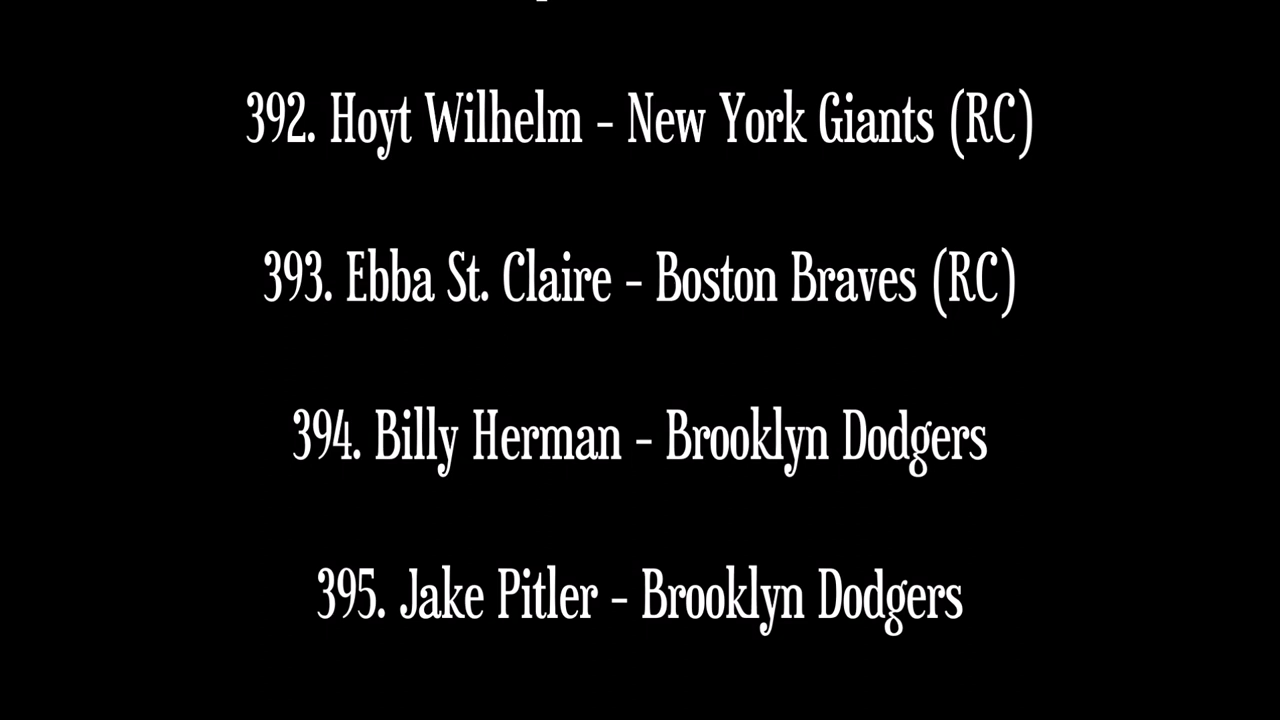 392. Hoyt Wilhelm - New York Giants (RC)
393. Ebba St. Claire - Boston Braves (RC)
394. Billy Herman - Brooklyn Dodgers
395. Jake Pitler - Brooklyn Dodgers